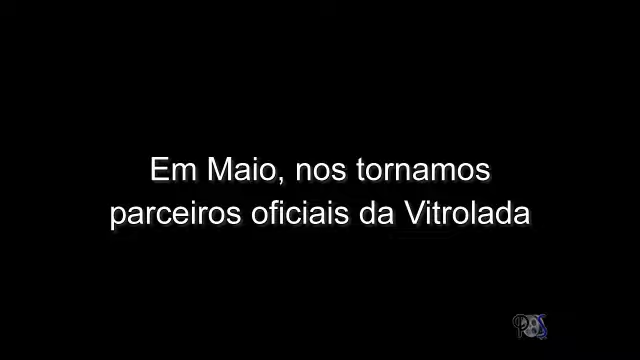 Em Maio, nos tornamos
parceiros oficiais da Vitrolada